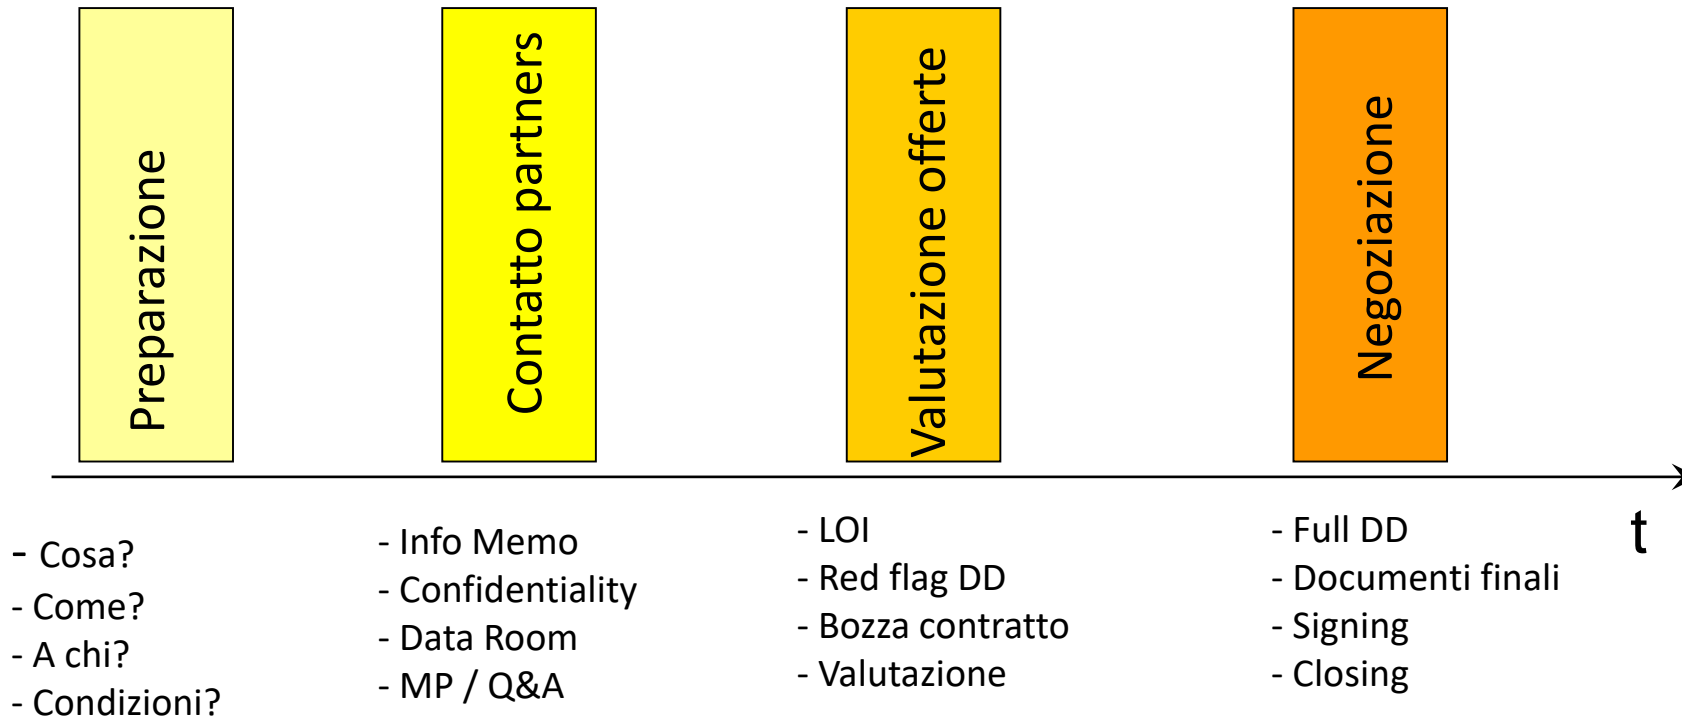 Preparazione
Contatto partners
Valutazione offerte
Negoziazione
t
- Cosa?
- Come?
- A chi?
- Condizioni?
- Info Memo
- Confidentiality
- Data Room
- MP / Q&A
- LOI
- Red flag DD
- Bozza contratto
- Valutazione
- Full DD
- Documenti finali
- Signing
- Closing